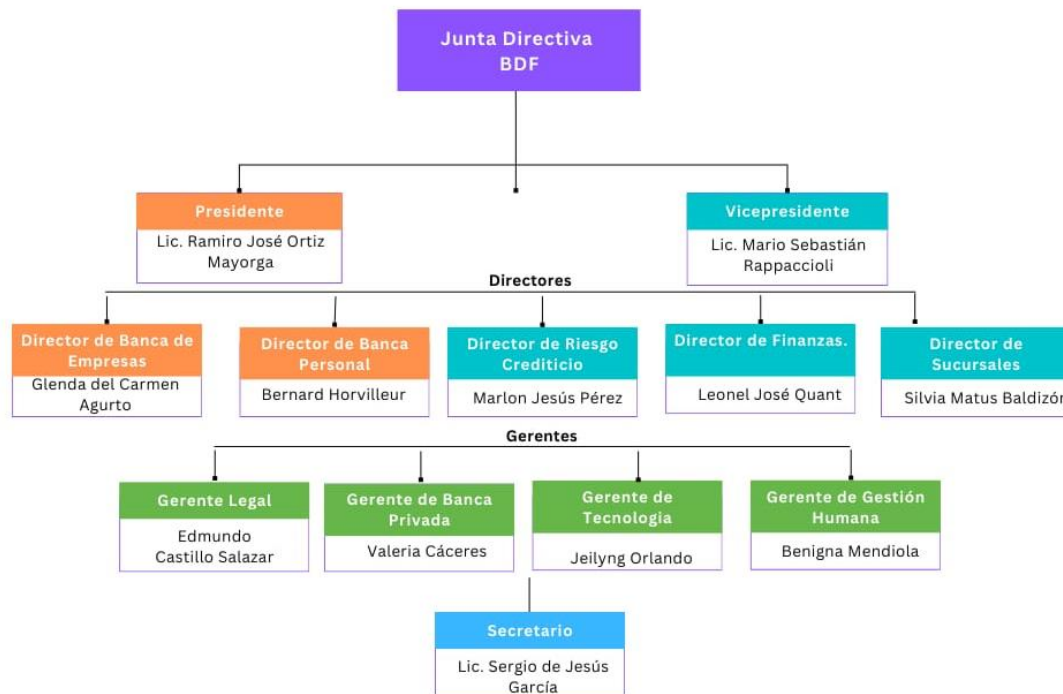 Junta Directiva
BDF
Presidente
Lic. Ramiro José Ortiz
Mayorga
Vicepresidente
Lic. Mario Sebastián
Rappaccioli
Directores
Director de Banca de
Empresas
Glenda del Carmen
Agurto
Director de Banca
Personal
Bernard Horvilleur
Director de Riesgo
Crediticio
Marlon Jesús Pérez
Director de Finanzas.
Leonel José Quant
Director de
Sucursales
Silvia Matus Baldizón
Gerentes
Gerente Legal
Edmundo
Castillo Salazar
Gerente de Banca
Privada
Valeria Cáceres
Gerente de
Tecnologia
Jeilyng Orlando
Gerente de Gestión
Humana
Benigna Mendiola
Secretario
Lic. Sergio de Jesús
García